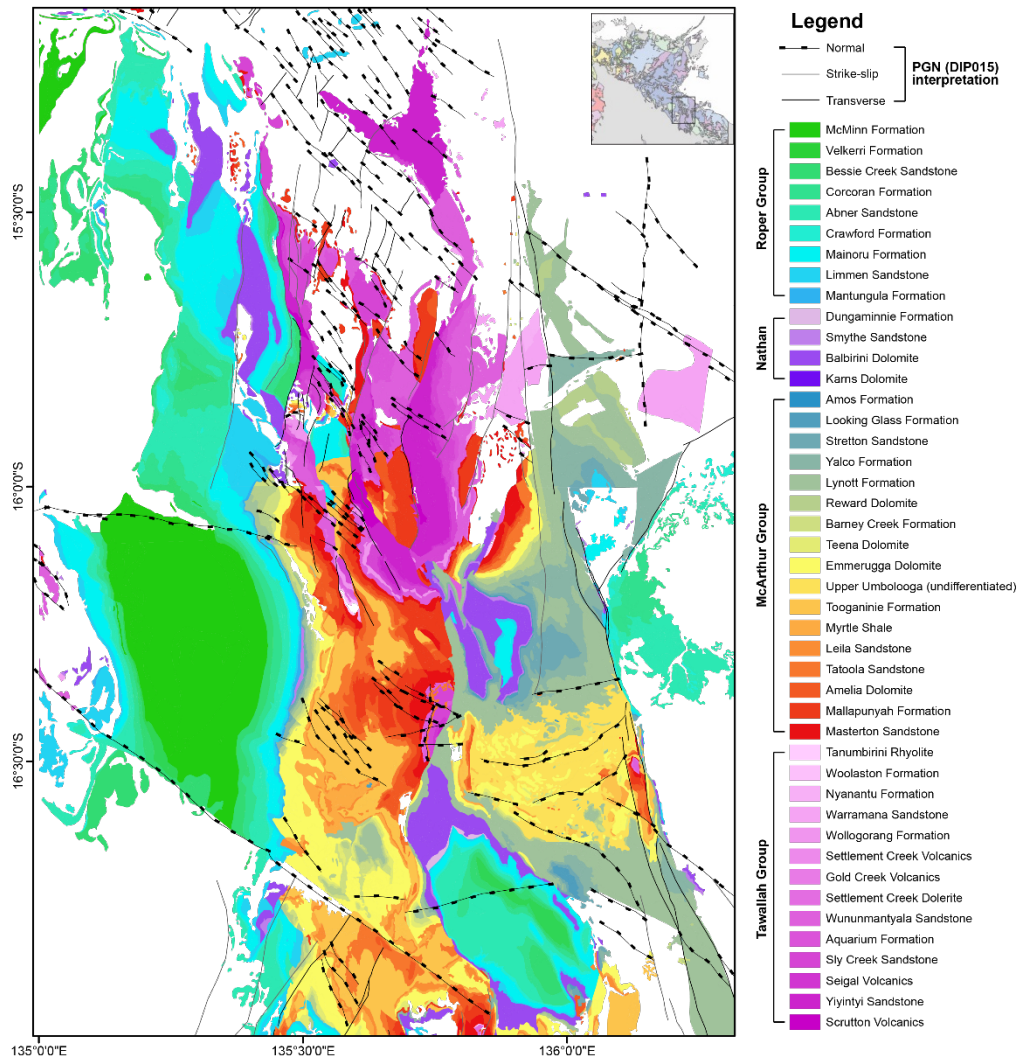 Legend
Normal
Strike-slip
Transverse
PGN (DIP015)
interpretation
Roper Group
McMinn Formation
Velkerri Formation
Bessie Creek Sandstone
Corcoran Formation
Abner Sandstone
Crawford Formation
Mainoru Formation
Limmen Sandstone
Mantungula Formation
Nathan
Dungaminnie Formation
Smythe Sandstone
Balbirini Dolomite
Karns Dolomite
McArthur Group
Amos Formation
Looking Glass Formation
Stretton Sandstone
Yalco Formation
Lynott Formation
Reward Dolomite
Barney Creek Formation
Teena Dolomite
Emmerugga Dolomite
Upper Umbolooga (undifferentiated)
Tooganinie Formation
Myrtle Shale
Leila Sandstone
Tatoola Sandstone
Amelia Dolomite
Mallapunyah Formation
Masterton Sandstone
Tawallah Group
Tanumbirini Rhyolite
Woolaston Formation
Nyanantu Formation
Warramana Sandstone
Wollogorang Formation
Settlement Creek Volcanics
Gold Creek Volcanics
Settlement Creek Dolerite
Wununmantyala Sandstone
Aquarium Formation
Sly Creek Sandstone
Seigal Volcanics
Yiyintyi Sandstone
Scrutton Volcanics
15°30'0"S
16°0'0"S
16°30'0"S
135°0'0"E
135°30'0"E
136°0'0"E